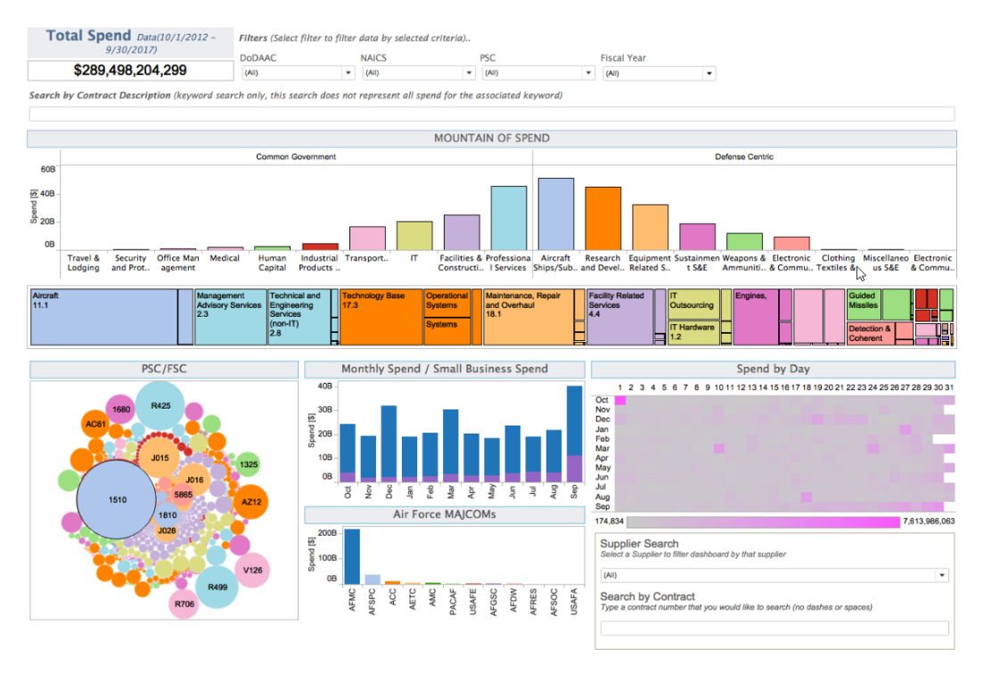 Total Spend Data(10/1/2012 –
9/30/2017)
$289,498,204,299
Filters (Select filter to filter data by selected criteria)..
DoDAAC NAICS PSC Fiscal Year
(All) (All) (All) (All)
Search by Contract Description (keyword search only, this search does not represent all spend for the associated keyword)
MOUNTAIN OF SPEND
Common Government Defense Centric
Spend [$]
60B
40B
20B
0B
Travel & Security Office Man Medical Human Industrial Transport.. IT Facilities & Professiona Aircraft Research Equipment Sustainmen Weapons & Electronic Clothing Miscellaneo Electronic
Lodging and Prot.. agement Capital Products .. Constructi.. l Services Ships/Sub.. and Devel.. Related S.. t S&E Ammuniti.. & Commu.. Textiles &.. us S&E & Commu..
Aircraft
11.1
Management
Advisory Services
2.3
Technical and
Engineering
Services
(non-IT)
2.8
Technology Base
17.3
Operational
Systems
Systems
Maintenance, Repair
and Overhaul
18.1
Facility Related
Services
4.4
IT
Outsourcing
IT Hardware
1.2
Engines,
Guided
Missiles
Detection &
Coherent
PSC/FSC
1680
R425
AC61
J015
1325
J016
5865
1510
AZ12
1810
J028
V126
R499
R706
Monthly Spend / Small Business Spend
Spend [$]
40B
30B
20B
10B
0B
Oct Nov Dec Jan Feb Mar Apr May Jun Jul Aug Sep
Air Force MAJCOMs
Spend [$]
200B
100B
0B
AFMC AFSPC ACC AETC AMC PACAF USAFE AFGSC AFDW AFRES AFSOC USAFA
Spend by Day
1 2 3 4 5 6 7 8 9 10 11 12 13 14 15 16 17 18 19 20 21 22 23 24 25 26 27 28 29 30 31
Oct
Nov
Dec
Jan
Feb
Mar
Apr
May
Jun
Jul
Aug
Sep
174,834 7,613,986,063
Supplier Search
Select a Supplier to filter dashboard by that supplier
(All)
Search by Contract
Type a contract number that you would like to search (no dashes or spaces)